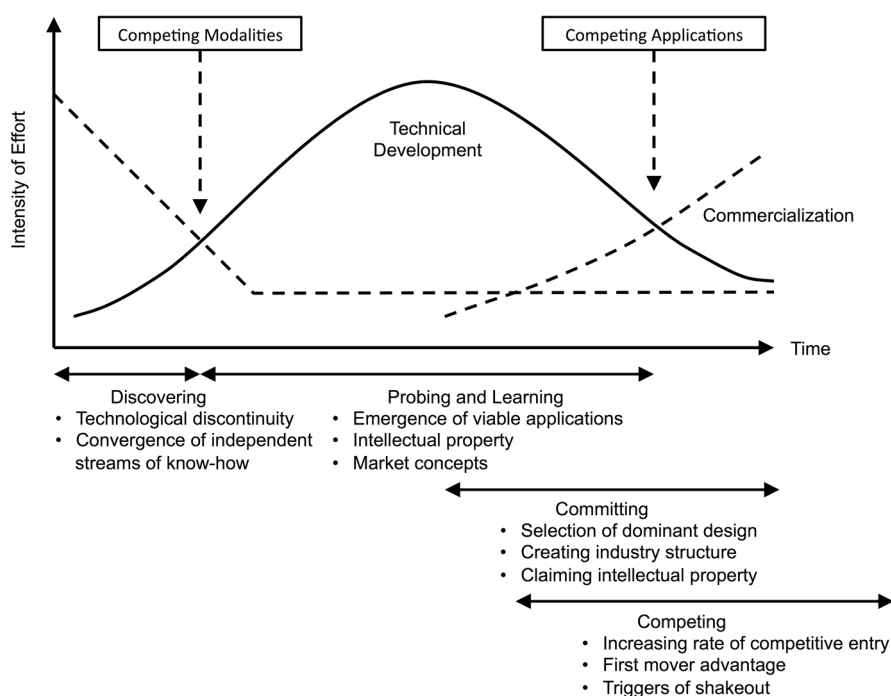 Competing Modalities
Competing Applications
Intensity of Effort
Technical
Development
Commercialization
Time
Discovering
• Technological discontinuity
• Convergence of independent
streams of know-how
Probing and Learning
• Emergence of viable applications
• Intellectual property
• Market concepts
Committing
• Selection of dominant design
• Creating industry structure
• Claiming intellectual property
Competing
• Increasing rate of competitive entry
• First mover advantage
• Triggers of shakeout